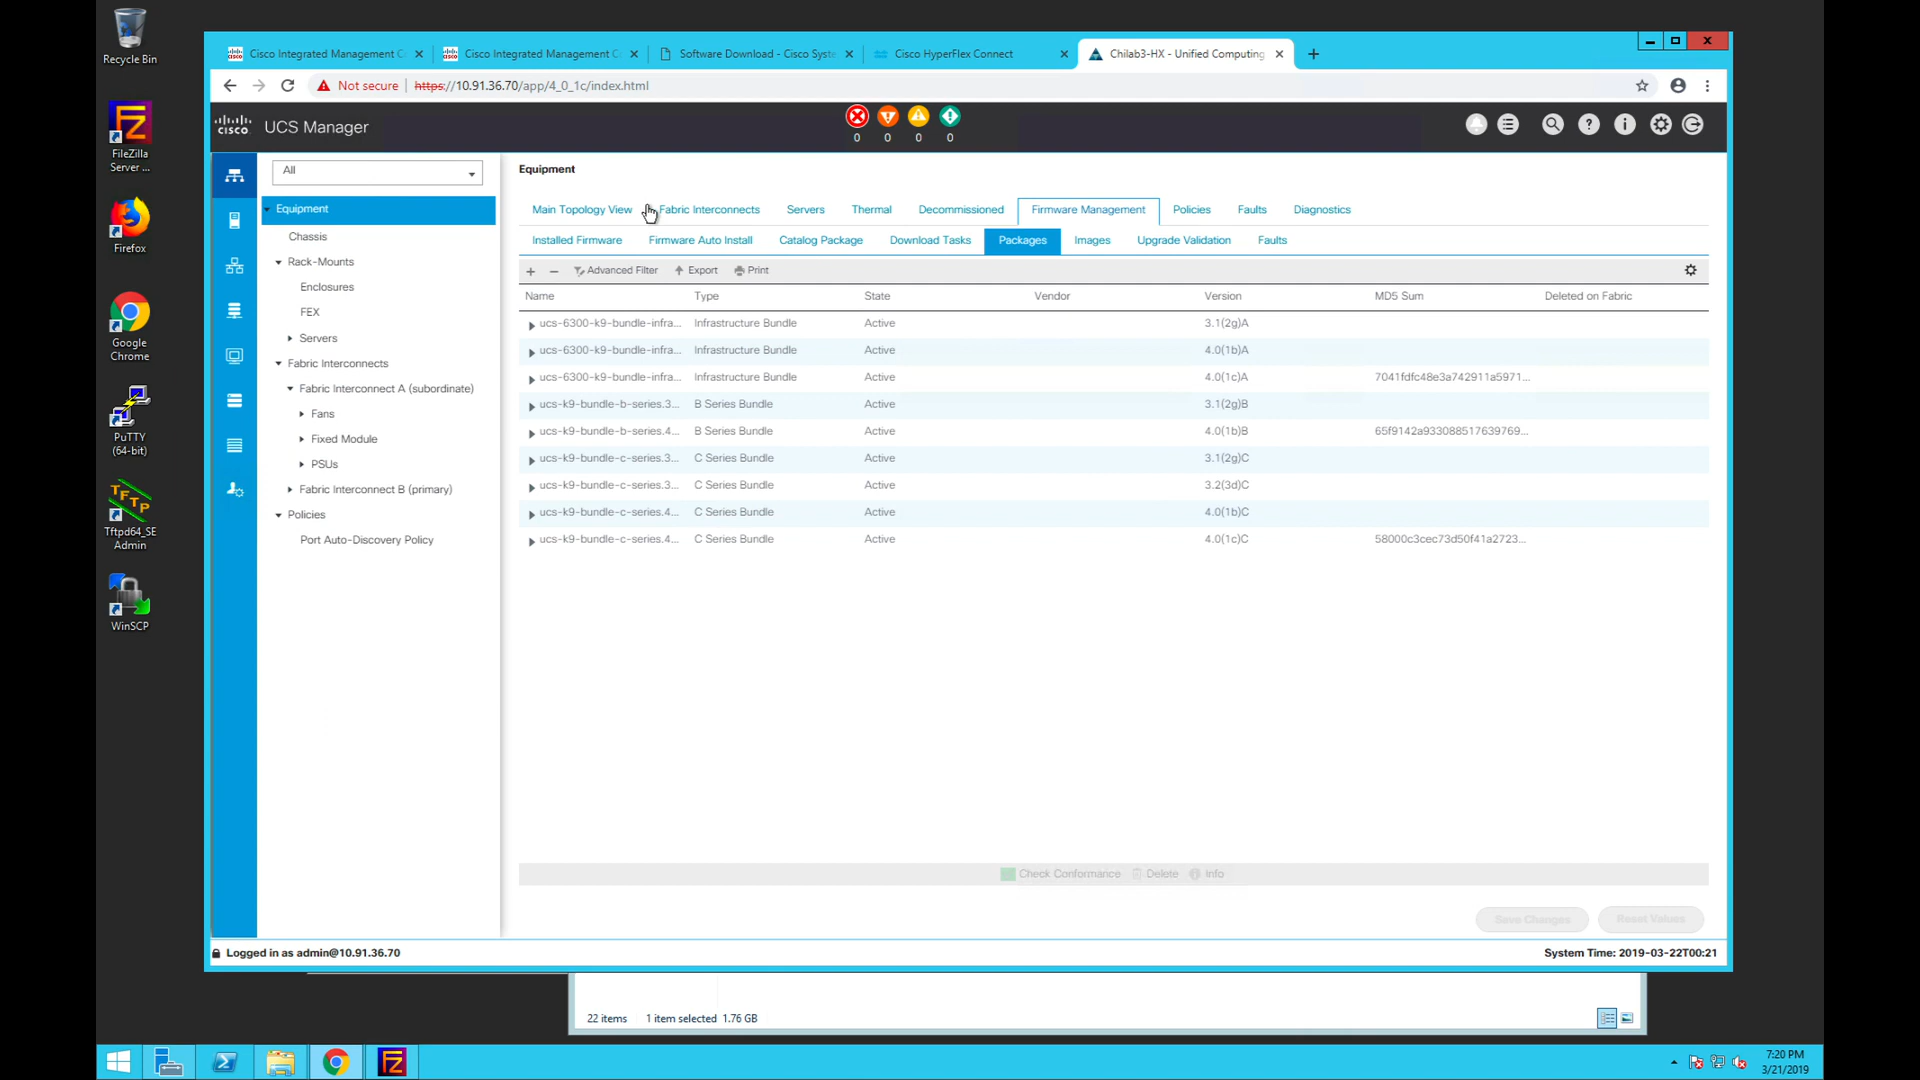 Recycle Bin
FileZilla
Server ...
Firefox
Google
Chrome
PuTTY
(64-bit)
Tftpd64_SE
Admin
WinSCP
Cisco Integrated Management C
Cisco Integrated Management C
Software Download - Cisco Syste
Cisco HyperFlex Connect
Chilab3-HX - Unified Computing
Not secure
https://10.91.36.70/app/4_0_1c/index.html
CISCO
UCS Manager
0 0 0 0
All
Equipment
Chassis
Rack-Mounts
Enclosures
FEX
Servers
Fabric Interconnects
Fabric Interconnect A (subordinate)
Fans
Fixed Module
PSUs
Fabric Interconnect B (primary)
Policies
Port Auto-Discovery Policy
Equipment
Main Topology View Fabric Interconnects Servers Thermal Decommissioned Firmware Management Policies Faults Diagnostics
Installed Firmware Firmware Auto Install Catalog Package Download Tasks Packages Images Upgrade Validation Faults
+ − Advanced Filter Export Print
Name Type State Vendor Version MD5 Sum Deleted on Fabric
ucs-6300-k9-bundle-infra... Infrastructure Bundle Active 3.1(2g)A
ucs-6300-k9-bundle-infra... Infrastructure Bundle Active 4.0(1b)A
ucs-6300-k9-bundle-infra... Infrastructure Bundle Active 4.0(1c)A 7041fdfc48e3a742911a5971...
ucs-k9-bundle-b-series.3... B Series Bundle Active 3.1(2g)B
ucs-k9-bundle-b-series.4... B Series Bundle Active 4.0(1b)B 65f9142a933088517639769...
ucs-k9-bundle-c-series.3... C Series Bundle Active 3.1(2g)C
ucs-k9-bundle-c-series.3... C Series Bundle Active 3.2(3d)C
ucs-k9-bundle-c-series.4... C Series Bundle Active 4.0(1b)C
ucs-k9-bundle-c-series.4... C Series Bundle Active 4.0(1c)C 58000c3cec73d50f41a2723...
Check Conformance Delete Info
Save Changes Reset Values
Logged in as admin@10.91.36.70
System Time: 2019-03-22T00:21
22 items 1 item selected 1.76 GB
7:20 PM
3/21/2019